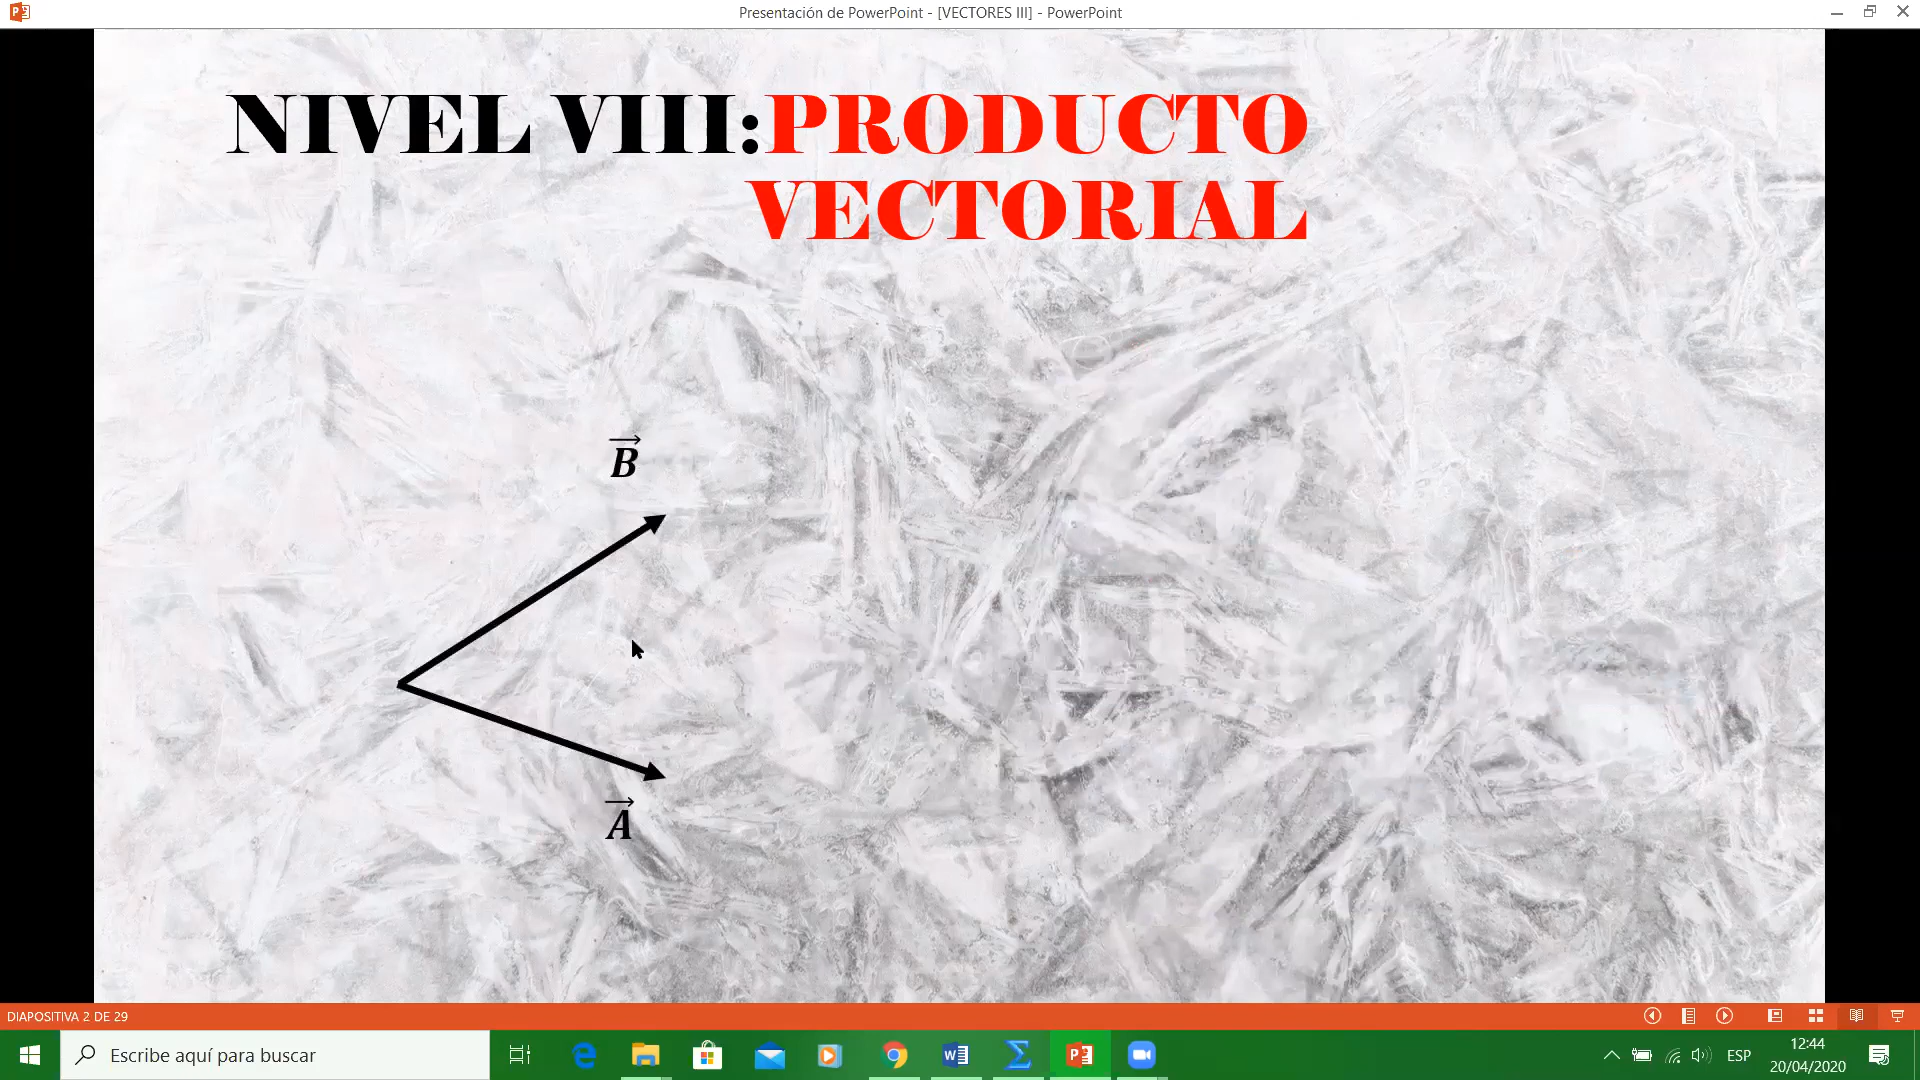 Presentación de PowerPoint - [VECTORES III] - PowerPoint
NIVEL VIII:PRODUCTO
VECTORIAL
B
A
DIAPOSITIVA 2 DE 29
Escribe aquí para buscar
ESP
12:44
20/04/2020